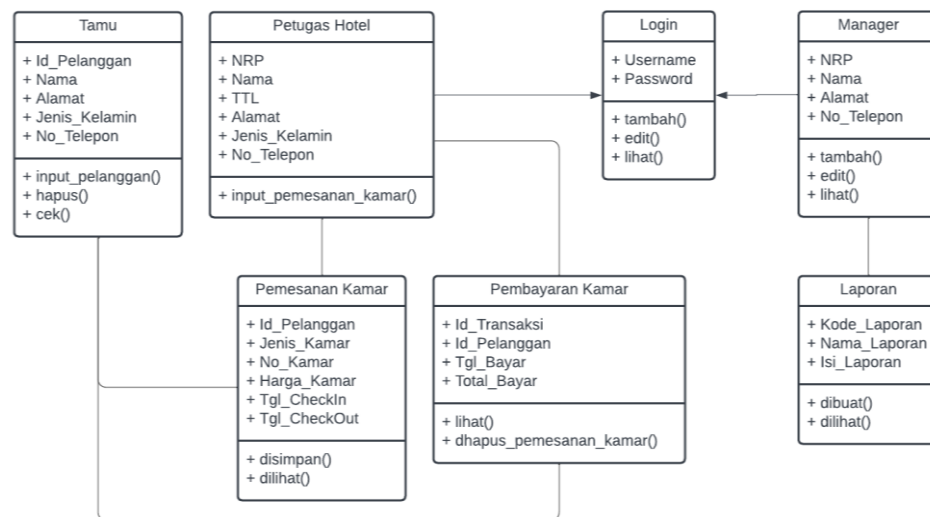 Tamu
+ Id_Pelanggan
+ Nama
+ Alamat
+ Jenis_Kelamin
+ No_Telepon
+ input_pelanggan()
+ hapus()
+ cek()
Petugas Hotel
+ NRP
+ Nama
+ TTL
+ Alamat
+ Jenis_Kelamin
+ No_Telepon
+ input_pemesanan_kamar()
Login
+ Username
+ Password
+ tambah()
+ edit()
+ lihat()
Manager
+ NRP
+ Nama
+ Alamat
+ No_Telepon
+ tambah()
+ edit()
+ lihat()
Pemesanan Kamar
+ Id_Pelanggan
+ Jenis_Kamar
+ No_Kamar
+ Harga_Kamar
+ Tgl_CheckIn
+ Tgl_CheckOut
+ disimpan()
+ dilihat()
Pembayaran Kamar
+ Id_Transaksi
+ Id_Pelanggan
+ Tgl_Bayar
+ Total_Bayar
+ lihat()
+ dhapus_pemesanan_kamar()
Laporan
+ Kode_Laporan
+ Nama_Laporan
+ Isi_Laporan
+ dibuat()
+ dilihat()